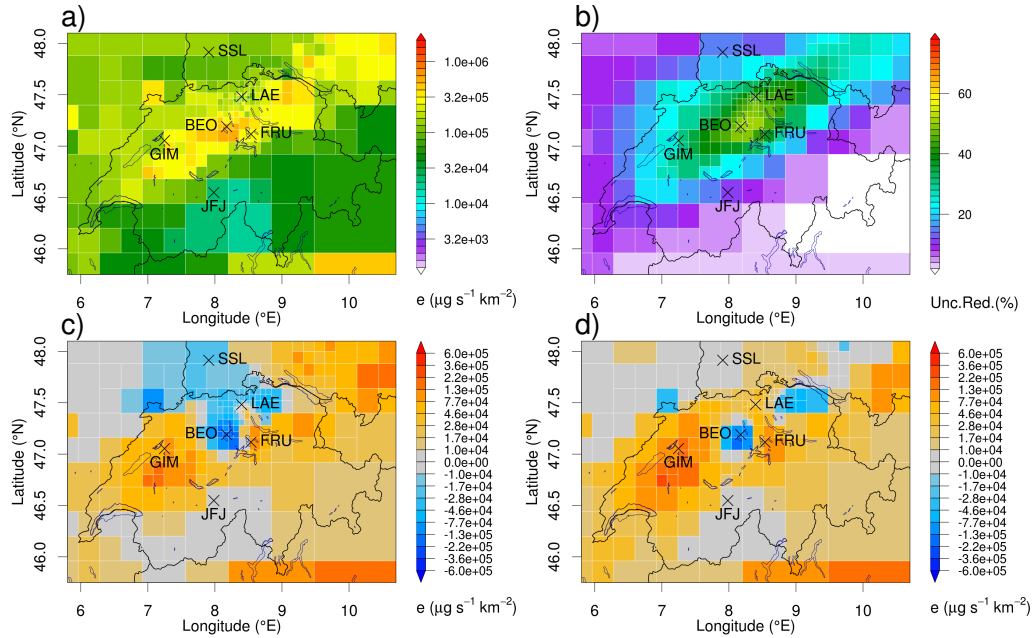 a)
48.0
47.5
47.0
46.5
46.0
Latitude (°N)
SSL
LAE
BEO
FRU
GIM
JFJ
6 7 8 9 10
Longitude (°E)
1.0e+06
3.2e+05
1.0e+05
3.2e+04
1.0e+04
3.2e+03
e (µg s⁻¹ km⁻²)
b)
48.0
47.5
47.0
46.5
46.0
Latitude (°N)
SSL
LAE
BEO
FRU
GIM
JFJ
6 7 8 9 10
Longitude (°E)
60
40
20
Unc.Red.(%)
c)
48.0
47.5
47.0
46.5
46.0
Latitude (°N)
SSL
LAE
BEO
FRU
GIM
JFJ
6 7 8 9 10
Longitude (°E)
6.0e+05
3.6e+05
2.2e+05
1.3e+05
7.7e+04
4.6e+04
2.8e+04
1.7e+04
0.0e+00
-1.0e+04
-1.7e+04
-2.8e+04
-4.6e+04
-7.7e+04
-1.3e+05
-2.2e+05
-3.6e+05
-6.0e+05
e (µg s⁻¹ km⁻²)
d)
48.0
47.5
47.0
46.5
46.0
Latitude (°N)
SSL
LAE
BEO
FRU
GIM
JFJ
6 7 8 9 10
Longitude (°E)
6.0e+05
3.6e+05
2.2e+05
1.3e+05
7.7e+04
4.6e+04
2.8e+04
1.7e+04
0.0e+00
-1.0e+04
-1.7e+04
-2.8e+04
-4.6e+04
-7.7e+04
-1.3e+05
-2.2e+05
-3.6e+05
-6.0e+05
e (µg s⁻¹ km⁻²)